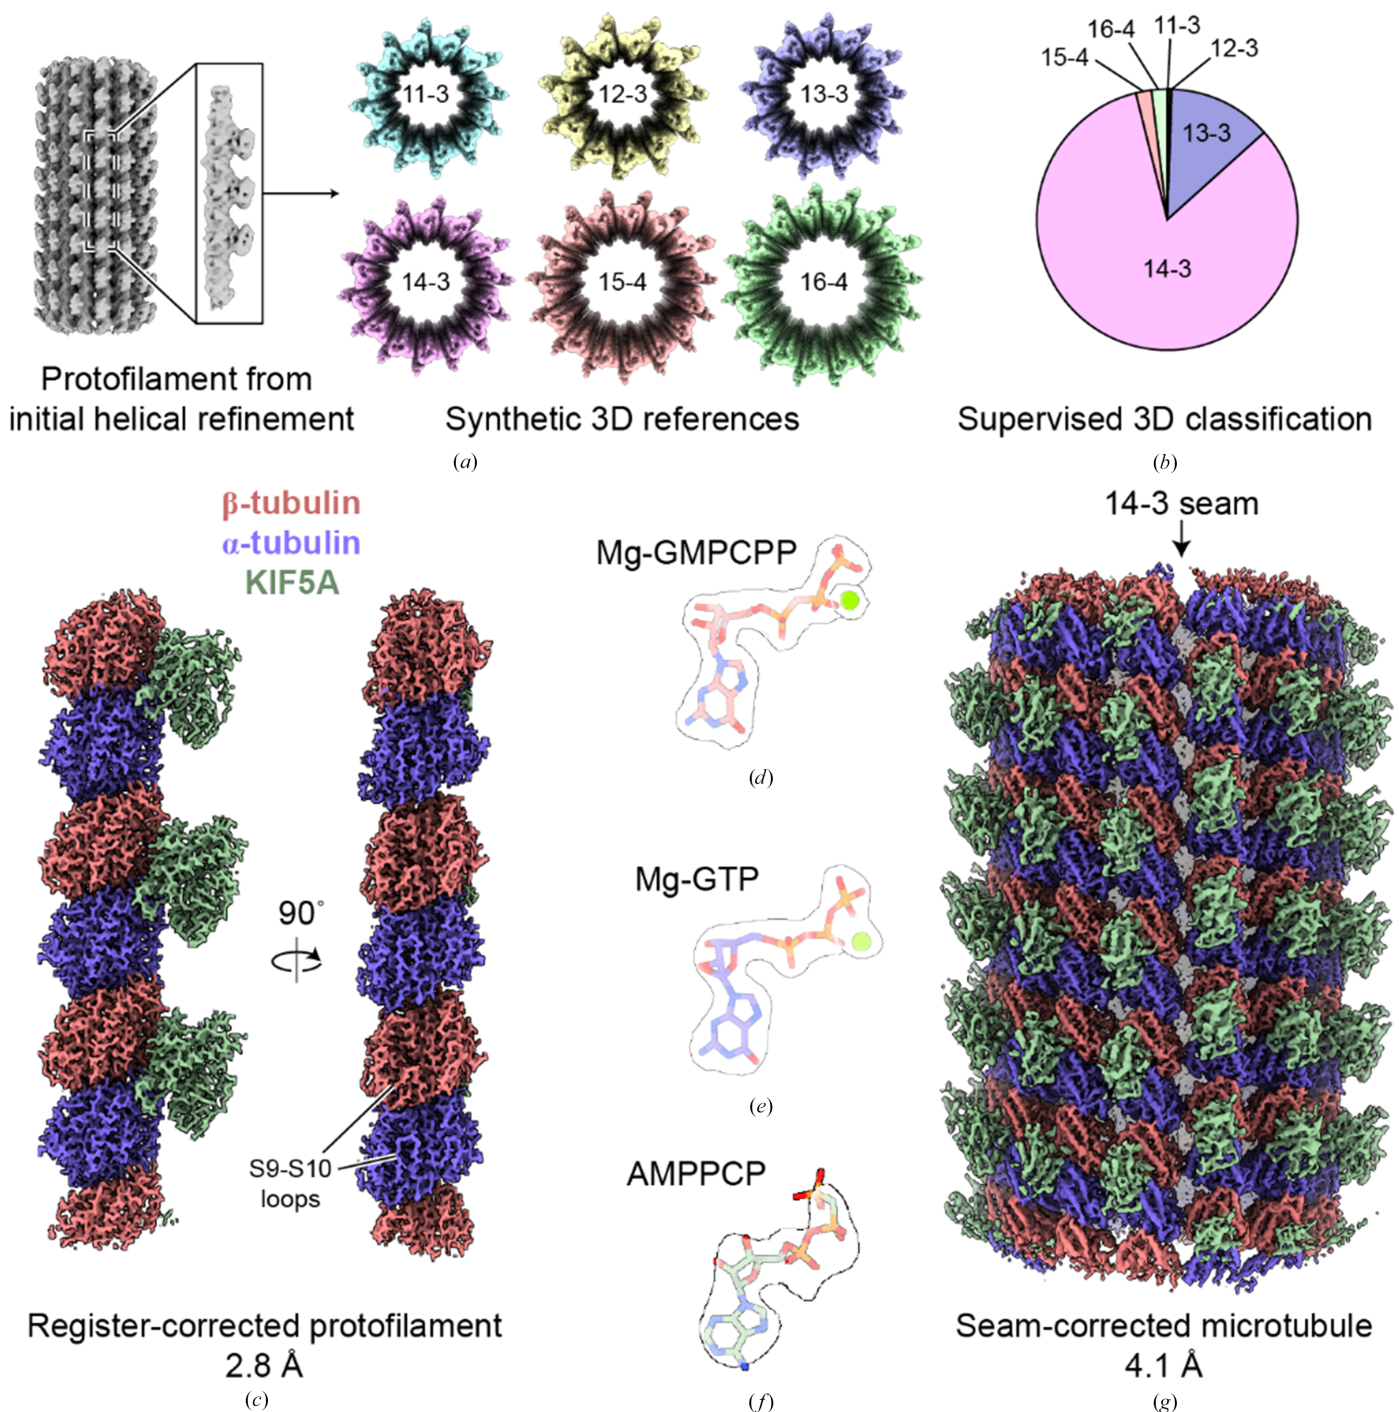 11-3
12-3
13-3
14-3
15-4
16-4
Protofilament from
initial helical refinement
Synthetic 3D references
(a)
16-4
11-3
15-4
12-3
13-3
14-3
Supervised 3D classification
(b)
β-tubulin
α-tubulin
KIF5A
90°
S9-S10
loops
Register-corrected protofilament
2.8 Å
(c)
Mg-GMPCPP
(d)
Mg-GTP
(e)
AMPPCP
(f)
14-3 seam
Seam-corrected microtubule
4.1 Å
(g)